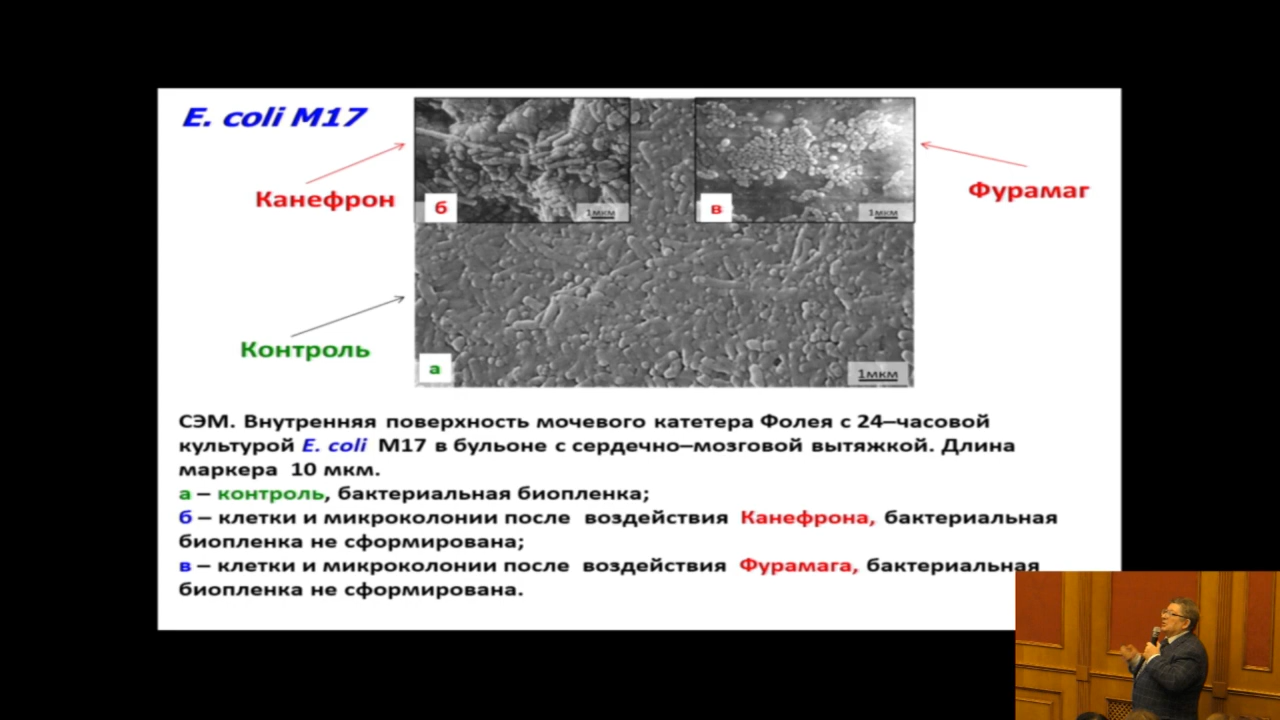 E. coli M17
Канефрон
Фурамаг
б
1мкм
в
1мкм
Контроль
а
1мкм
СЭМ. Внутренняя поверхность мочевого катетера Фолея с 24–часовой
культурой E. coli М17 в бульоне с сердечно–мозговой вытяжкой. Длина
маркера 10 мкм.
а – контроль, бактериальная биопленка;
б – клетки и микроколонии после воздействия Канефрона, бактериальная
биопленка не сформирована;
в – клетки и микроколонии после воздействия Фурамага, бактериальная
биопленка не сформирована.